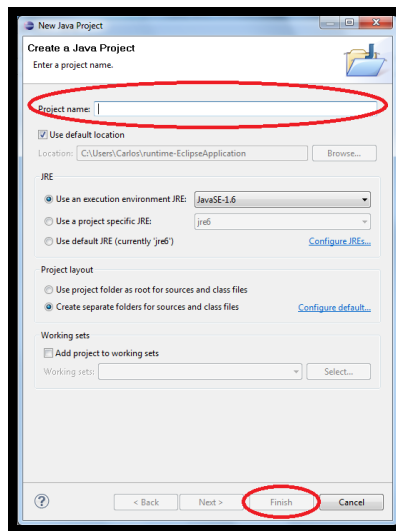 New Java Project
Create a Java Project
Enter a project name.
Project name:
Use default location
Location: C:\Users\Carlos\runtime-EclipseApplication Browse...
JRE
Use an execution environment JRE: JavaSE-1.6
Use a project specific JRE: jre6
Use default JRE (currently 'jre6') Configure JREs...
Project layout
Use project folder as root for sources and class files
Create separate folders for sources and class files Configure default...
Working sets
Add project to working sets
Working sets: Select...
? < Back Next > Finish Cancel